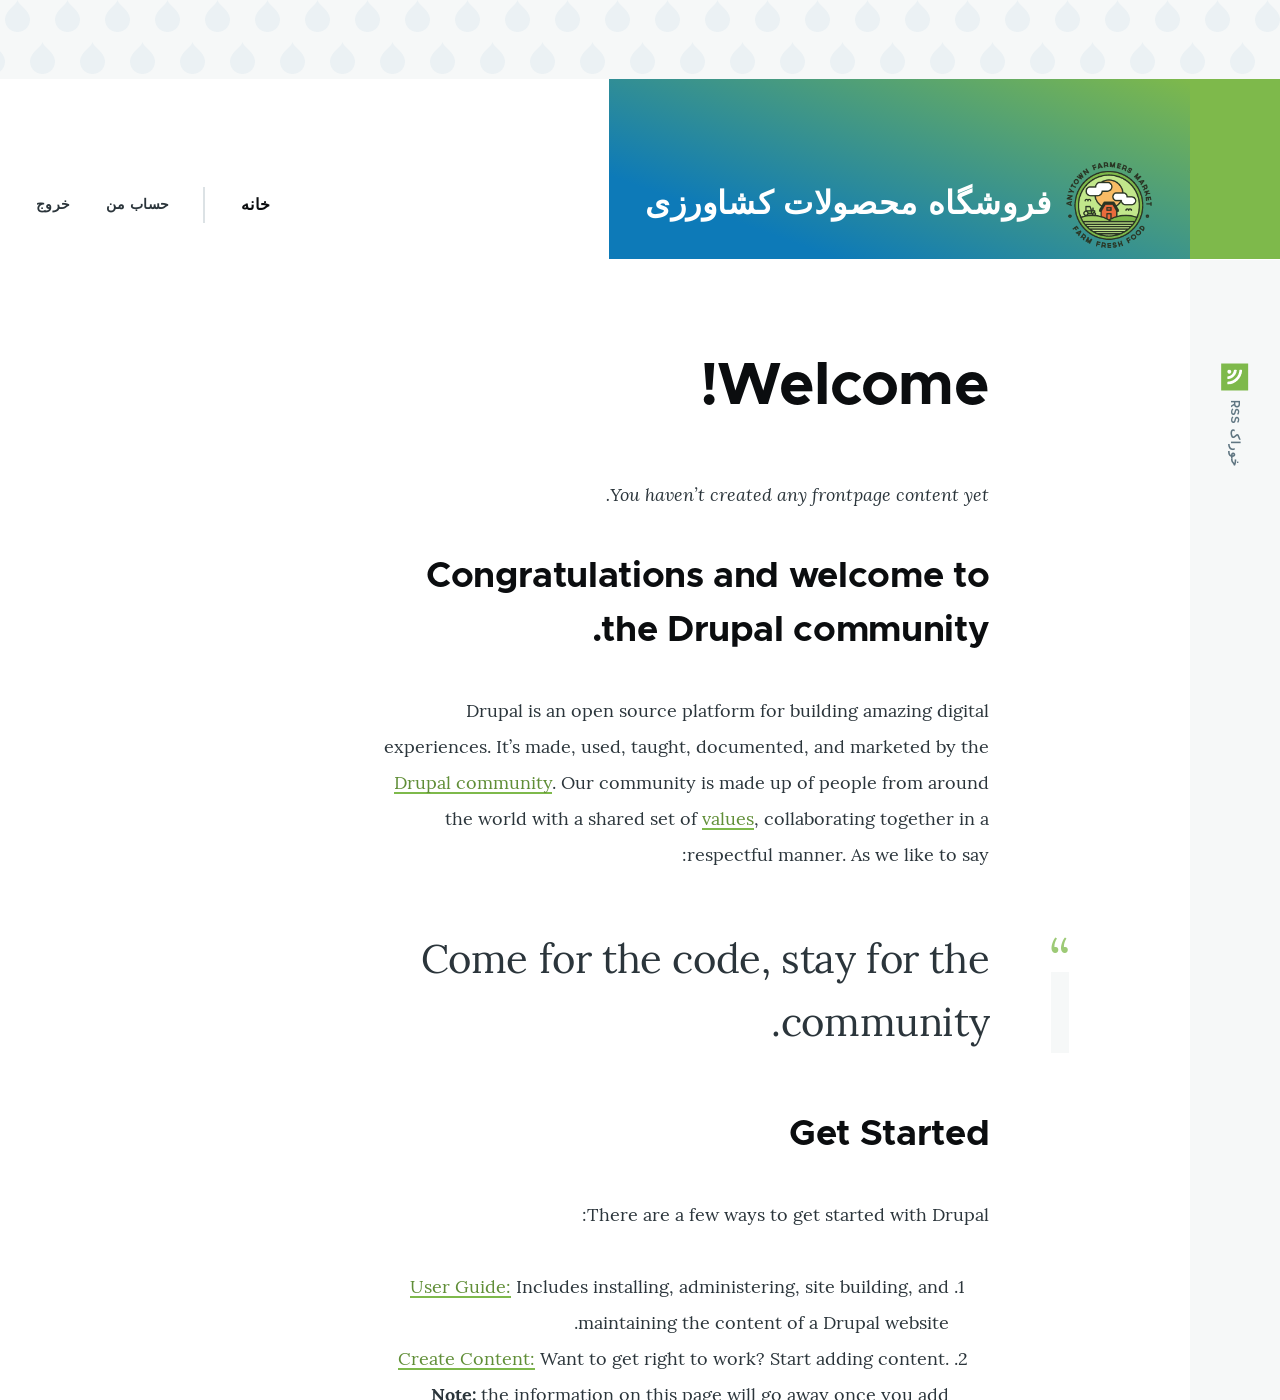 ANYTOWN FARMERS MARKET
FARM FRESH FOOD
فروشگاه محصولات کشاورزی
خانه
حساب من
خروج
خوراک RSS
Welcome!
You haven’t created any frontpage content yet.
Congratulations and welcome to
the Drupal community.
Drupal is an open source platform for building amazing digital
experiences. It’s made, used, taught, documented, and marketed by the
Drupal community. Our community is made up of people from around
the world with a shared set of values, collaborating together in a
respectful manner. As we like to say:
“
Come for the code, stay for the
community.
Get Started
There are a few ways to get started with Drupal:
1. User Guide: Includes installing, administering, site building, and
maintaining the content of a Drupal website.
2. Create Content: Want to get right to work? Start adding content.
Note: the information on this page will go away once you add